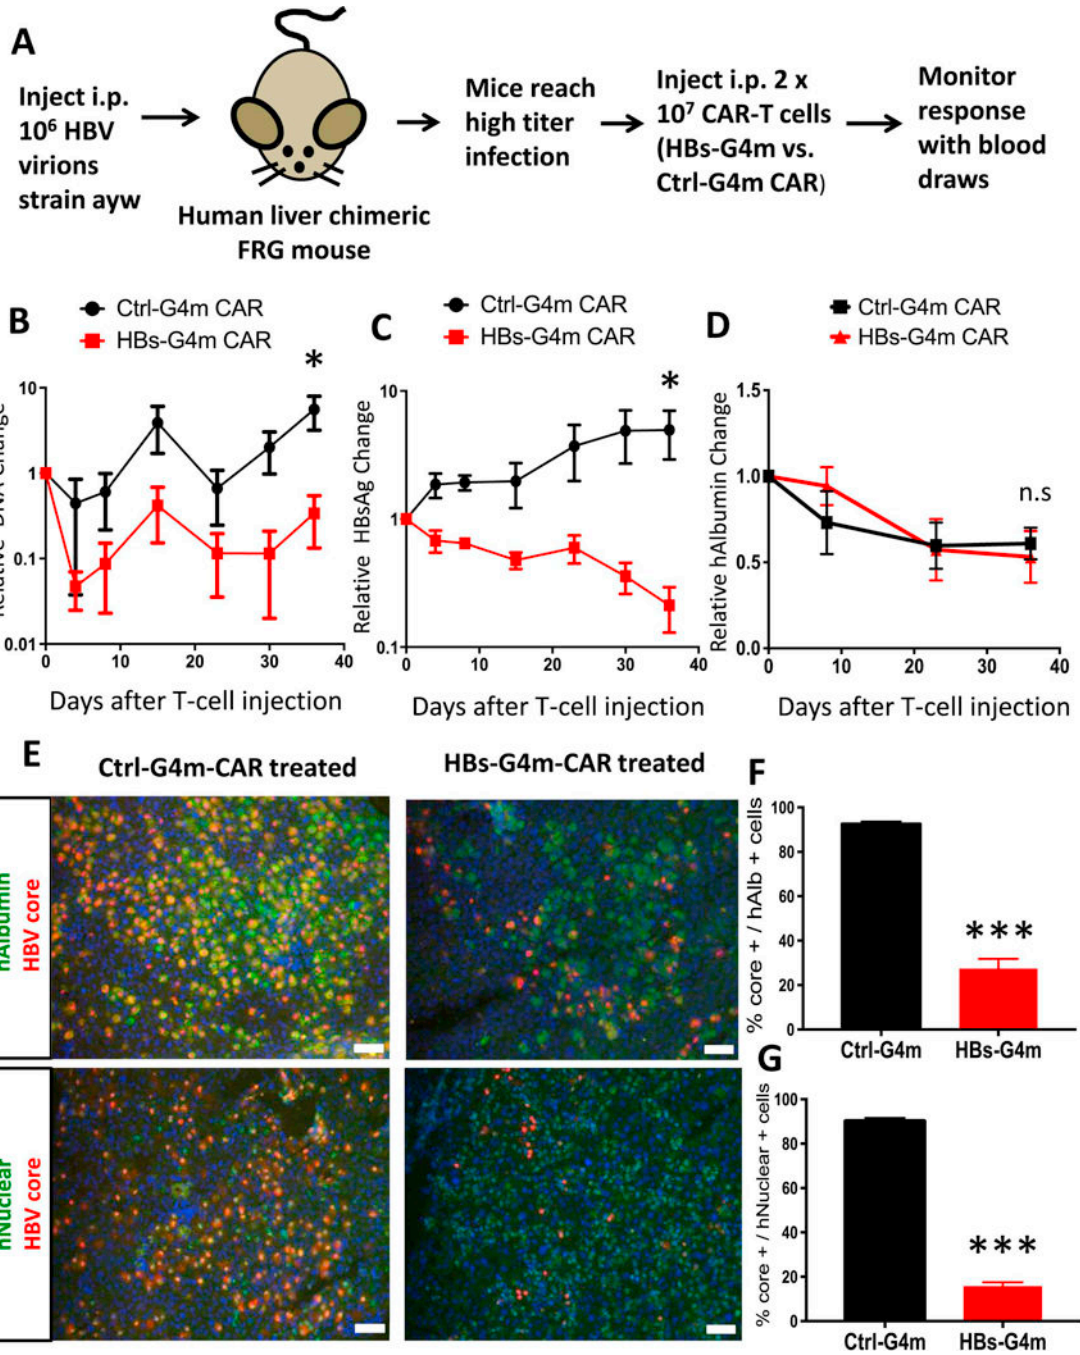 A
Inject i.p.
10⁶ HBV
virions
strain ayw
Human liver chimeric
FRG mouse
Mice reach
high titer
infection
Inject i.p. 2 x
10⁷ CAR-T cells
(HBs-G4m vs.
Ctrl-G4m CAR)
Monitor
response
with blood
draws
B
Ctrl-G4m CAR
HBs-G4m CAR
*
10
1
0.1
0.01
0
10
20
30
40
Days after T-cell injection
C
Ctrl-G4m CAR
HBs-G4m CAR
*
Relative HBsAg Change
10
1
0.1
0
10
20
30
40
Days after T-cell injection
D
Ctrl-G4m CAR
HBs-G4m CAR
n.s
Relative hAlbumin Change
1.5
1.0
0.5
0.0
0
10
20
30
40
Days after T-cell injection
E
Ctrl-G4m-CAR treated
HBs-G4m-CAR treated
hAlbumin
HBV core
hNuclear
HBV core
F
% core + / hAlb + cells
100
80
60
40
20
0
***
Ctrl-G4m
HBs-G4m
G
% core + / hNuclear + cells
100
80
60
40
20
0
***
Ctrl-G4m
HBs-G4m